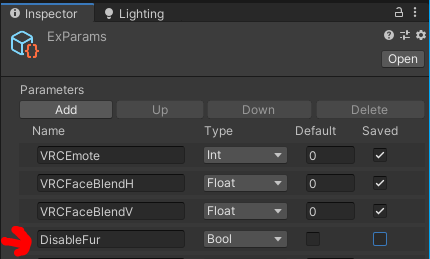 Inspector Lighting
ExParams
Open
Parameters
Add Up Down Delete
Name Type Default Saved
VRCEmote Int 0
VRCFaceBlendH Float 0
VRCFaceBlendV Float 0
DisableFur Bool